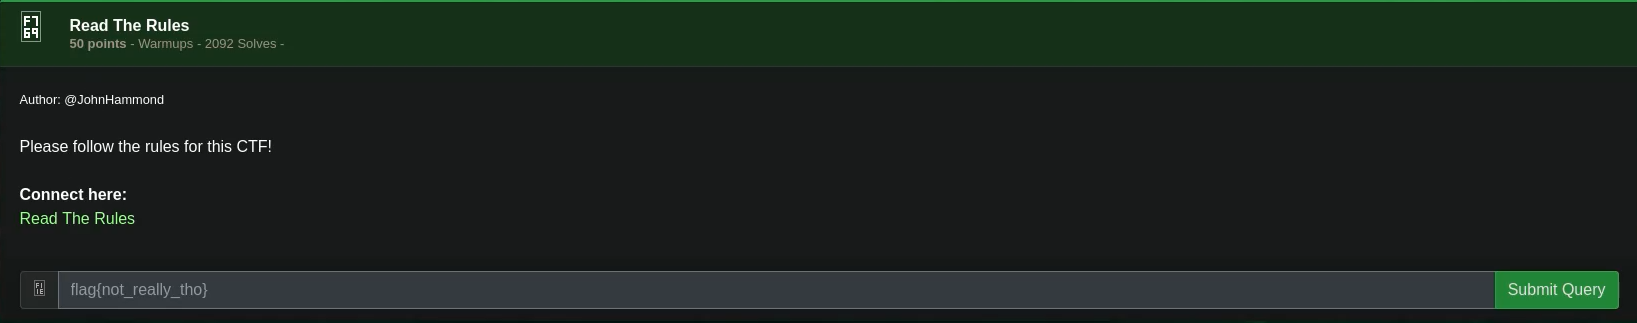 Read The Rules
50 points - Warmups - 2092 Solves -
Author: @JohnHammond
Please follow the rules for this CTF!
Connect here:
Read The Rules
flag{not_really_tho}
Submit Query